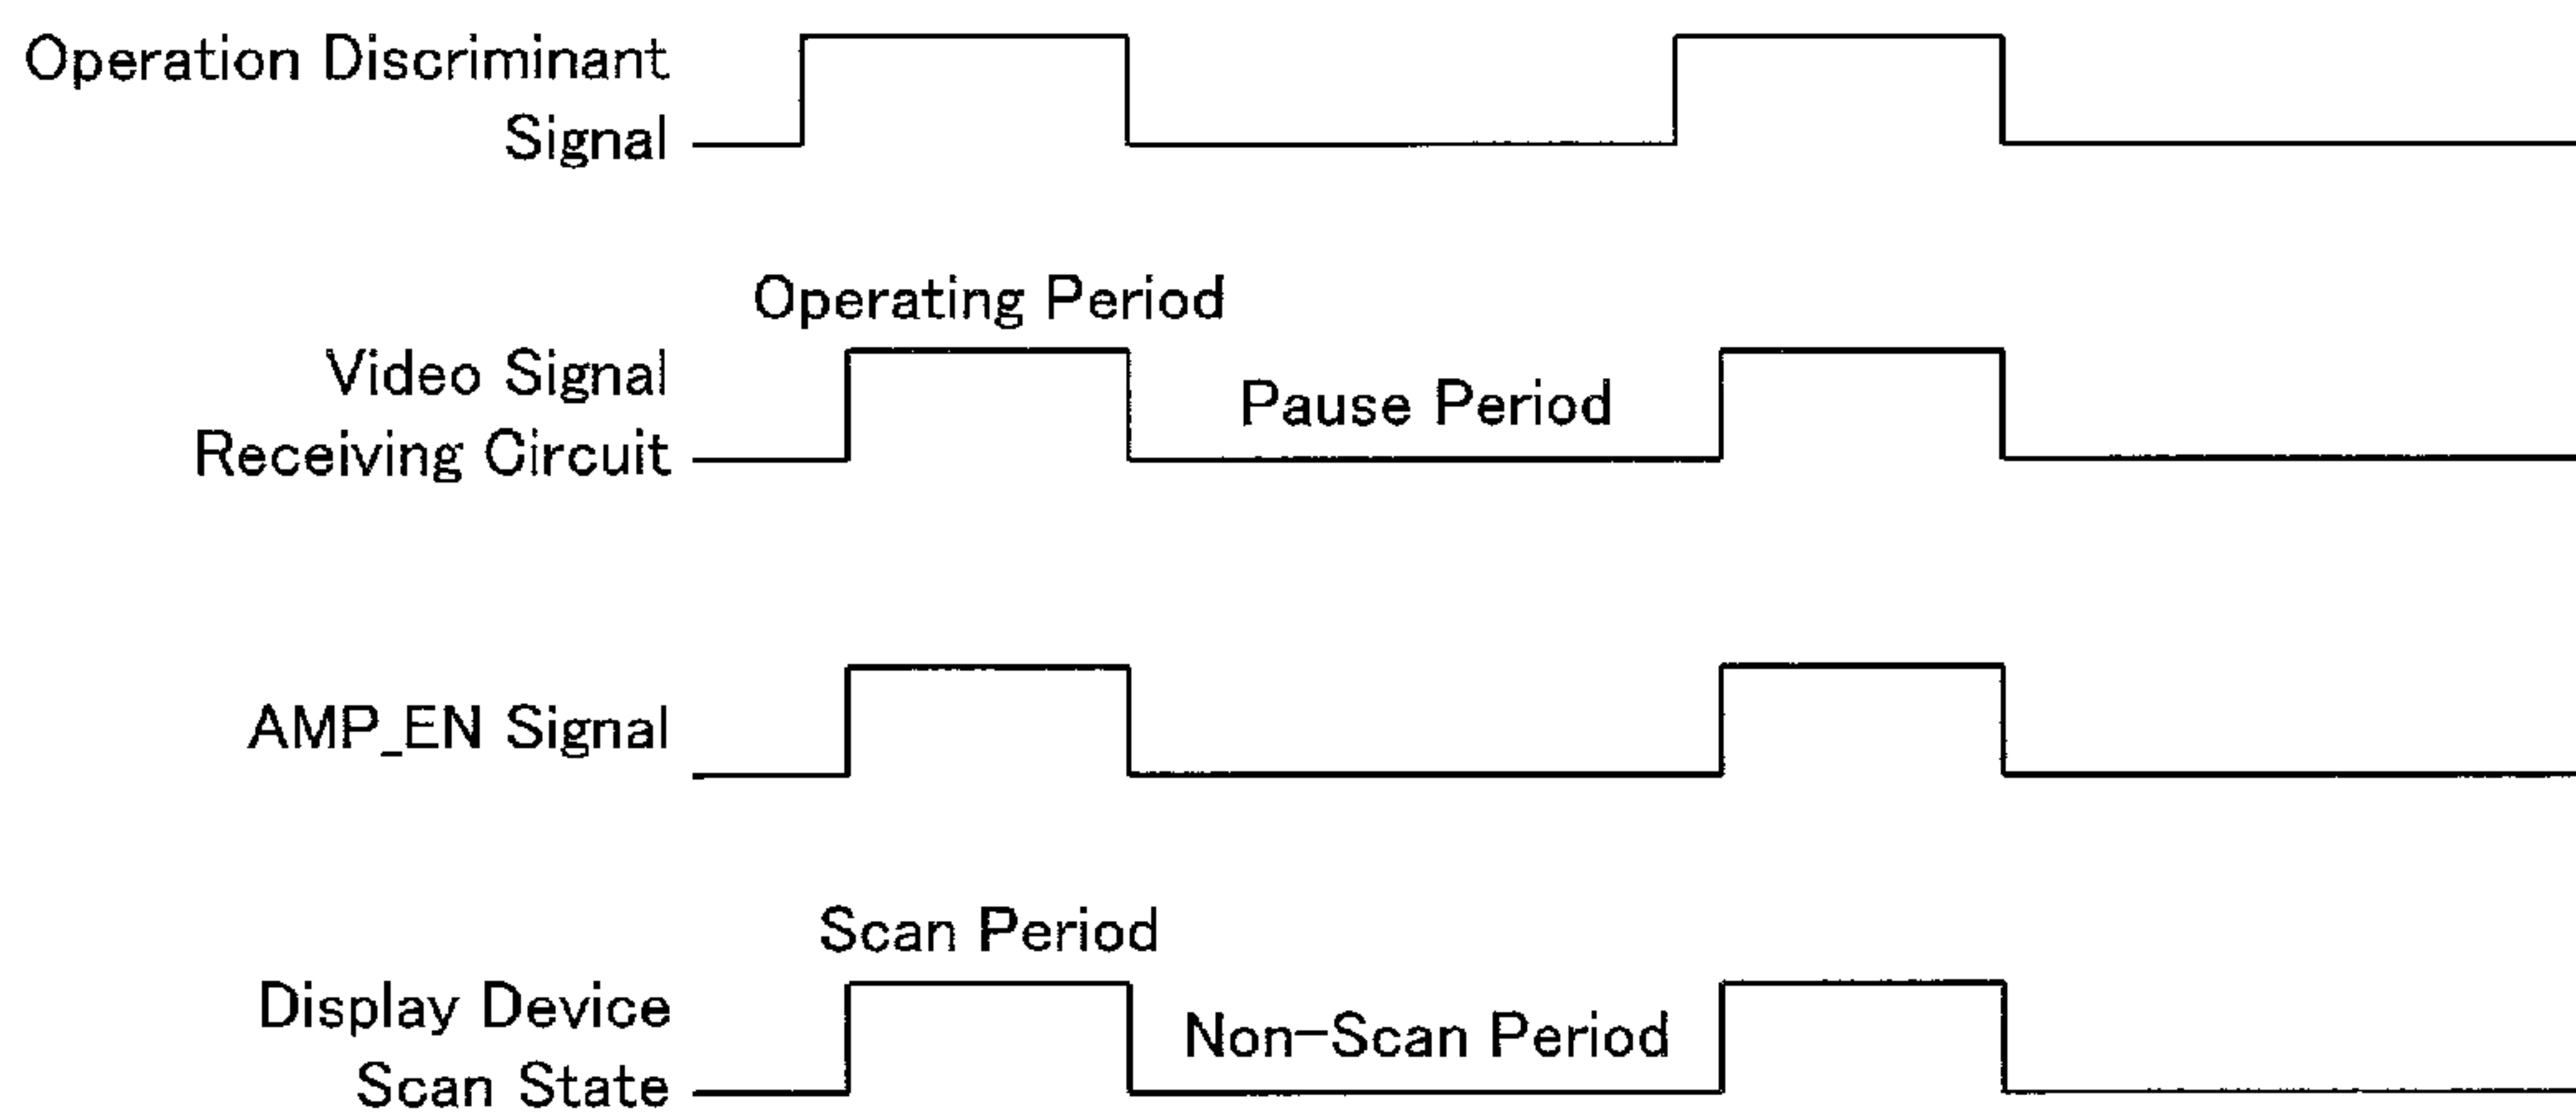 Operation Discriminant
Signal
Operating Period
Video Signal
Receiving Circuit
Pause Period
AMP_EN Signal
Scan Period
Display Device
Scan State
Non-Scan Period